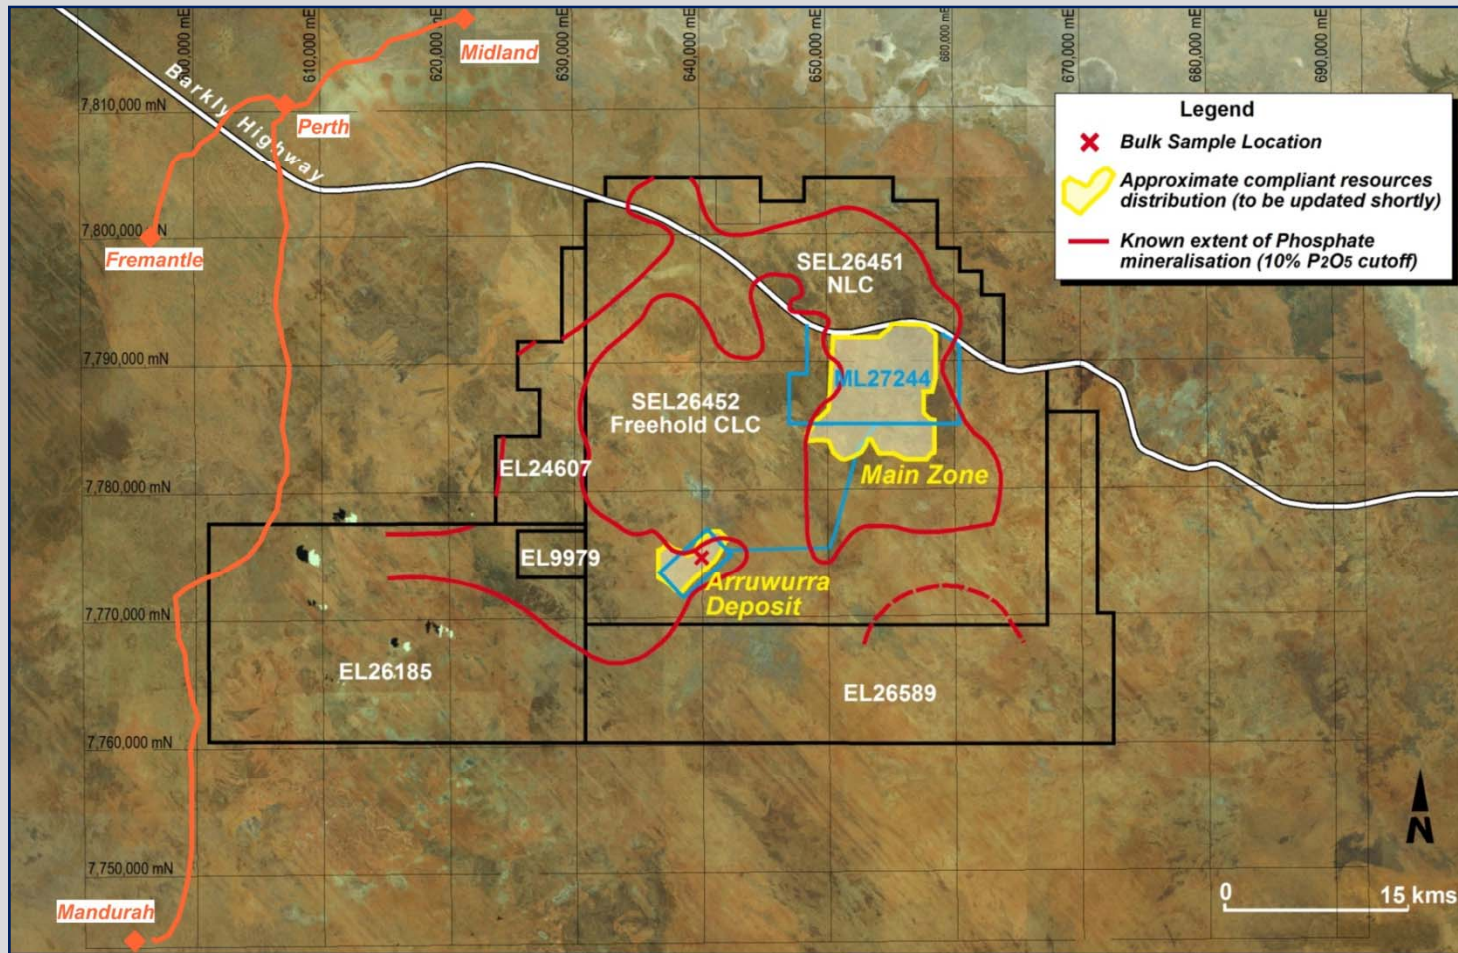 600,000 mE
610,000 mE
620,000 mE
630,000 mE
640,000 mE
650,000 mE
660,000 mE
670,000 mE
680,000 mE
690,000 mE
Midland
Barkly Highway
7,810,000 mN
Perth
Legend
Bulk Sample Location
Approximate compliant resources
distribution (to be updated shortly)
Known extent of Phosphate
mineralisation (10% P2O5 cutoff)
7,800,000 mN
Fremantle
SEL26451
NLC
7,790,000 mN
ML27244
SEL26452
Freehold CLC
EL24607
Main Zone
7,780,000 mN
EL9979
Arruwurra
Deposit
7,770,000 mN
EL26185
EL26589
7,760,000 mN
7,750,000 mN
N
0 15 kms
Mandurah